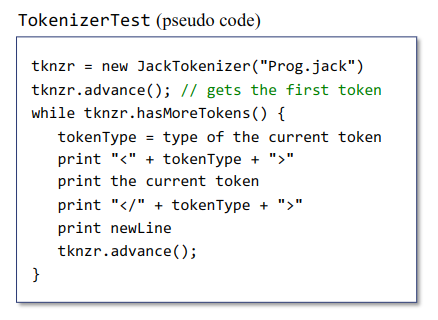 TokenizerTest (pseudo code)
tknzr = new JackTokenizer("Prog.jack")
tknzr.advance(); // gets the first token
while tknzr.hasMoreTokens() {
   tokenType = type of the current token
   print "<" + tokenType + ">"
   print the current token
   print "</" + tokenType + ">"
   print newLine
   tknzr.advance();
}